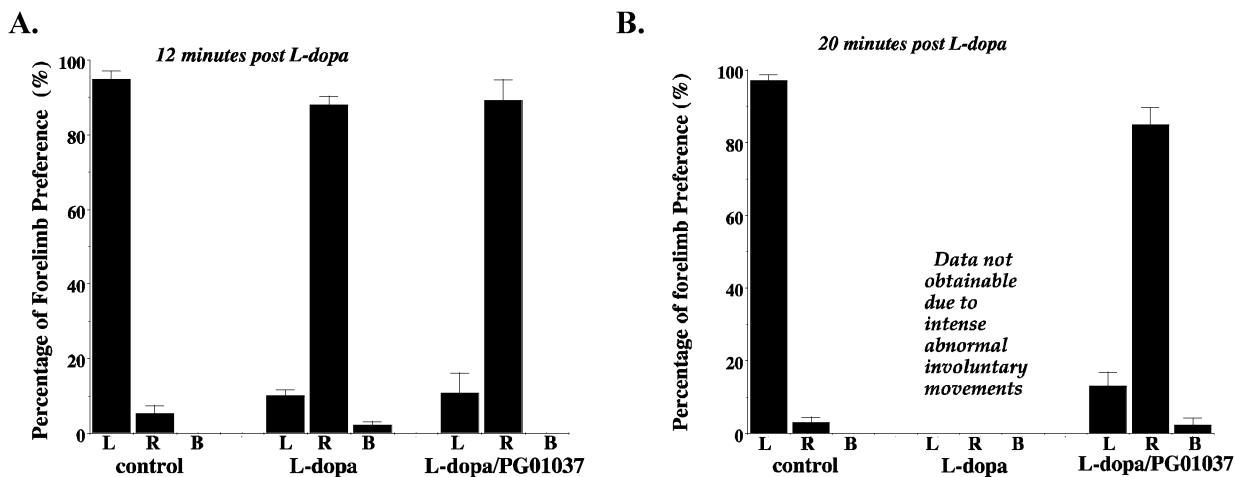 A.
12 minutes post L-dopa
Percentage of Forelimb Preference (%)
100
80
60
40
20
0
L R B L R B L R B
control L-dopa L-dopa/PG01037
B.
20 minutes post L-dopa
Percentage of forelimb Preference (%)
100
80
60
40
20
0
Data not
obtainable
due to
intense
abnormal
involuntary
movements
L R B L R B L R B
control L-dopa L-dopa/PG01037